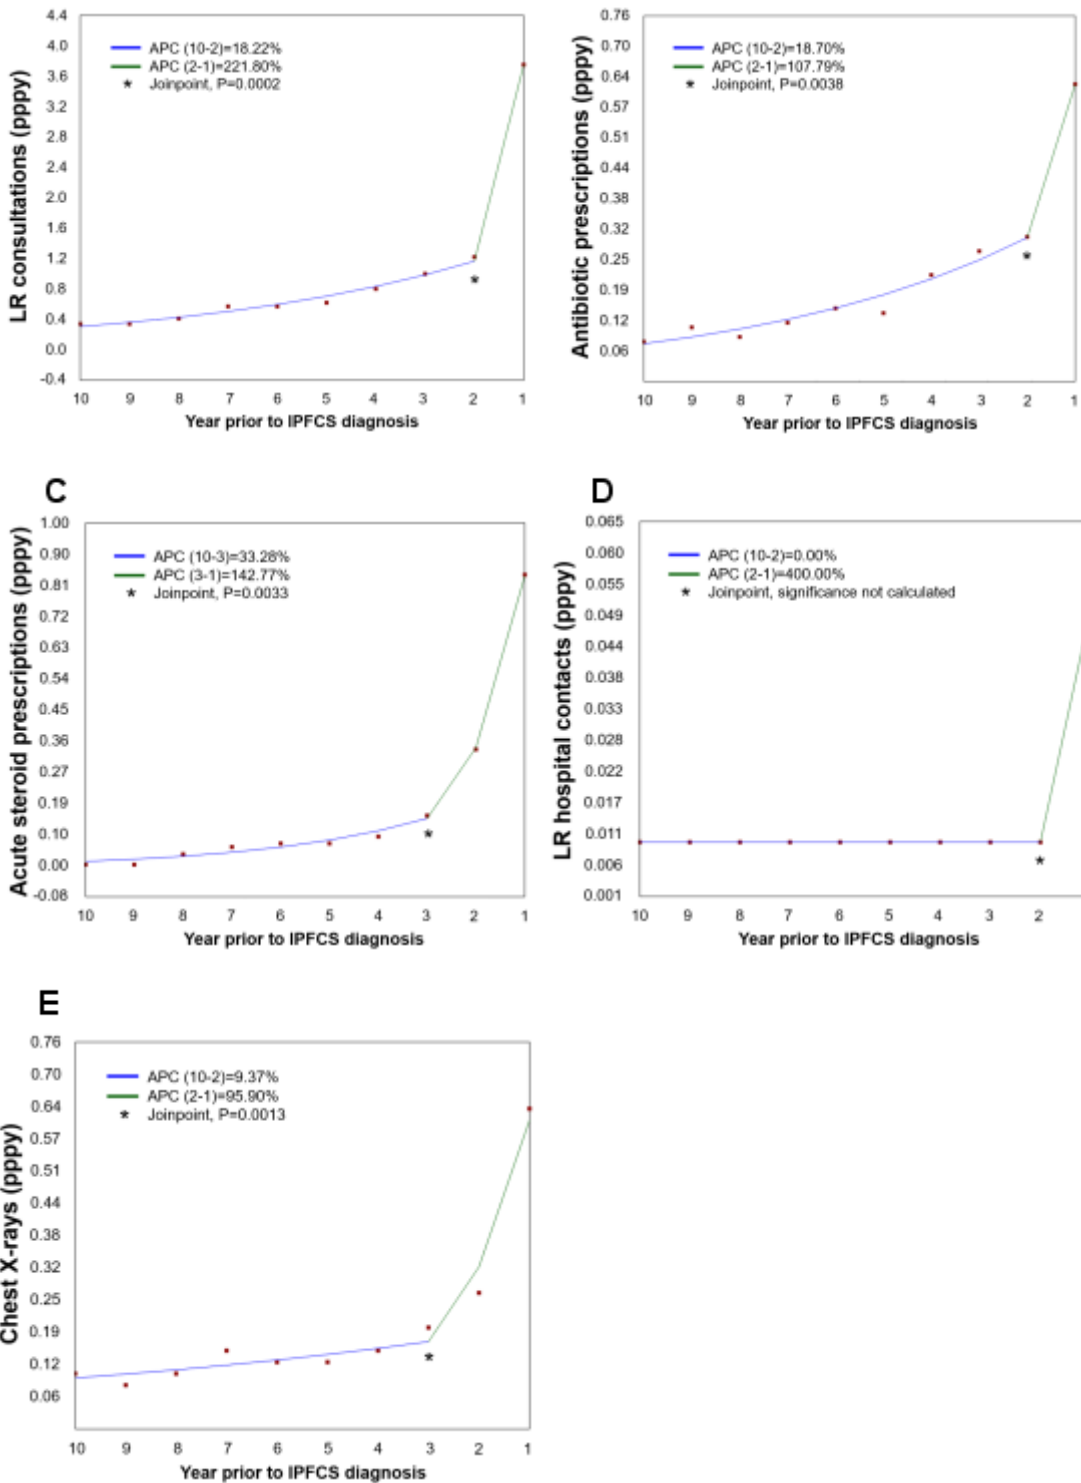 LR consultations (pppy)
4.4
4.0
3.6
3.2
2.8
2.4
2.0
1.6
1.2
0.8
0.4
0.0
-0.4
APC (10-2)=18.22%
APC (2-1)=221.80%
* Joinpoint, P=0.0002
10 9 8 7 6 5 4 3 2 1
*
Year prior to IPFCS diagnosis
Antibiotic prescriptions (pppy)
0.76
0.70
0.64
0.57
0.51
0.44
0.38
0.32
0.25
0.19
0.12
0.06
APC (10-2)=18.70%
APC (2-1)=107.79%
* Joinpoint, P=0.0038
*
10 9 8 7 6 5 4 3 2 1
Year prior to IPFCS diagnosis
C
Acute steroid prescriptions (pppy)
1.00
0.90
0.81
0.72
0.63
0.54
0.45
0.36
0.27
0.19
0.10
0.00
-0.08
APC (10-3)=33.28%
APC (3-1)=142.77%
* Joinpoint, P=0.0033
*
10 9 8 7 6 5 4 3 2 1
Year prior to IPFCS diagnosis
D
LR hospital contacts (pppy)
0.065
0.060
0.055
0.049
0.044
0.038
0.033
0.028
0.022
0.017
0.011
0.006
0.001
APC (10-2)=0.00%
APC (2-1)=400.00%
* Joinpoint, significance not calculated
*
10 9 8 7 6 5 4 3 2
Year prior to IPFCS diagnosis
E
Chest X-rays (pppy)
0.76
0.70
0.64
0.57
0.51
0.44
0.38
0.32
0.25
0.19
0.12
0.06
APC (10-2)=9.37%
APC (2-1)=95.90%
* Joinpoint, P=0.0013
*
10 9 8 7 6 5 4 3 2 1
Year prior to IPFCS diagnosis